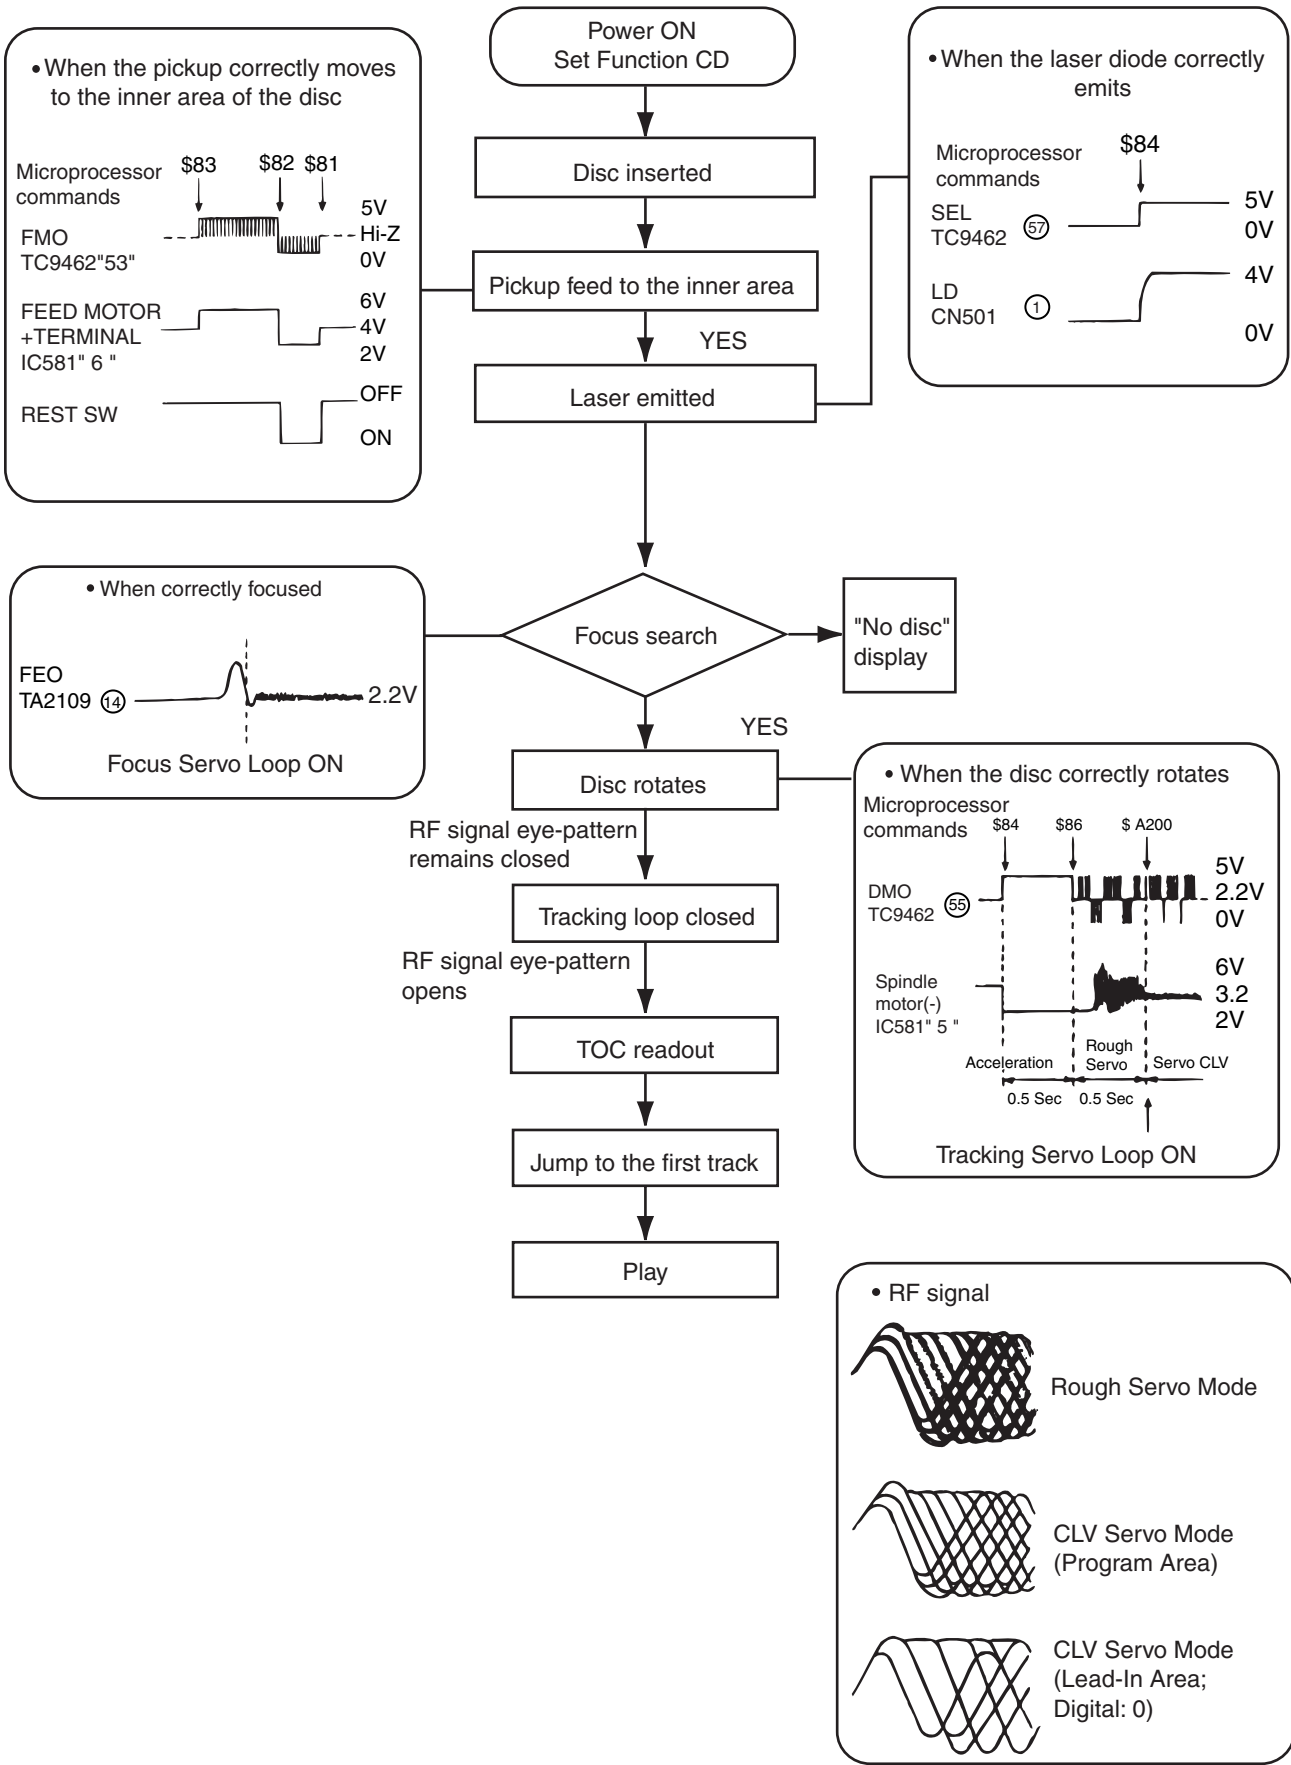 Power ON
Set Function CD
• When the pickup correctly moves
to the inner area of the disc
Microprocessor
commands
$83
$82
$81
FMO
TC9462"53"
5V
Hi-Z
0V
FEED MOTOR
+TERMINAL
IC581" 6 "
6V
4V
2V
REST SW
OFF
ON
• When the laser diode correctly
emits
Microprocessor
commands
$84
SEL
TC9462
57
5V
0V
LD
CN501
1
4V
0V
Disc inserted
Pickup feed to the inner area
YES
Laser emitted
• When correctly focused
FEO
TA2109
14
2.2V
Focus Servo Loop ON
Focus search
"No disc"
display
YES
Disc rotates
RF signal eye-pattern
remains closed
Tracking loop closed
RF signal eye-pattern
opens
TOC readout
Jump to the first track
Play
• When the disc correctly rotates
Microprocessor
commands
$84
$86
$ A200
DMO
TC9462
55
5V
2.2V
0V
Spindle
motor(-)
IC581" 5 "
6V
3.2
2V
Acceleration
Rough
Servo
Servo CLV
0.5 Sec
0.5 Sec
Tracking Servo Loop ON
• RF signal
Rough Servo Mode
CLV Servo Mode
(Program Area)
CLV Servo Mode
(Lead-In Area;
Digital: 0)